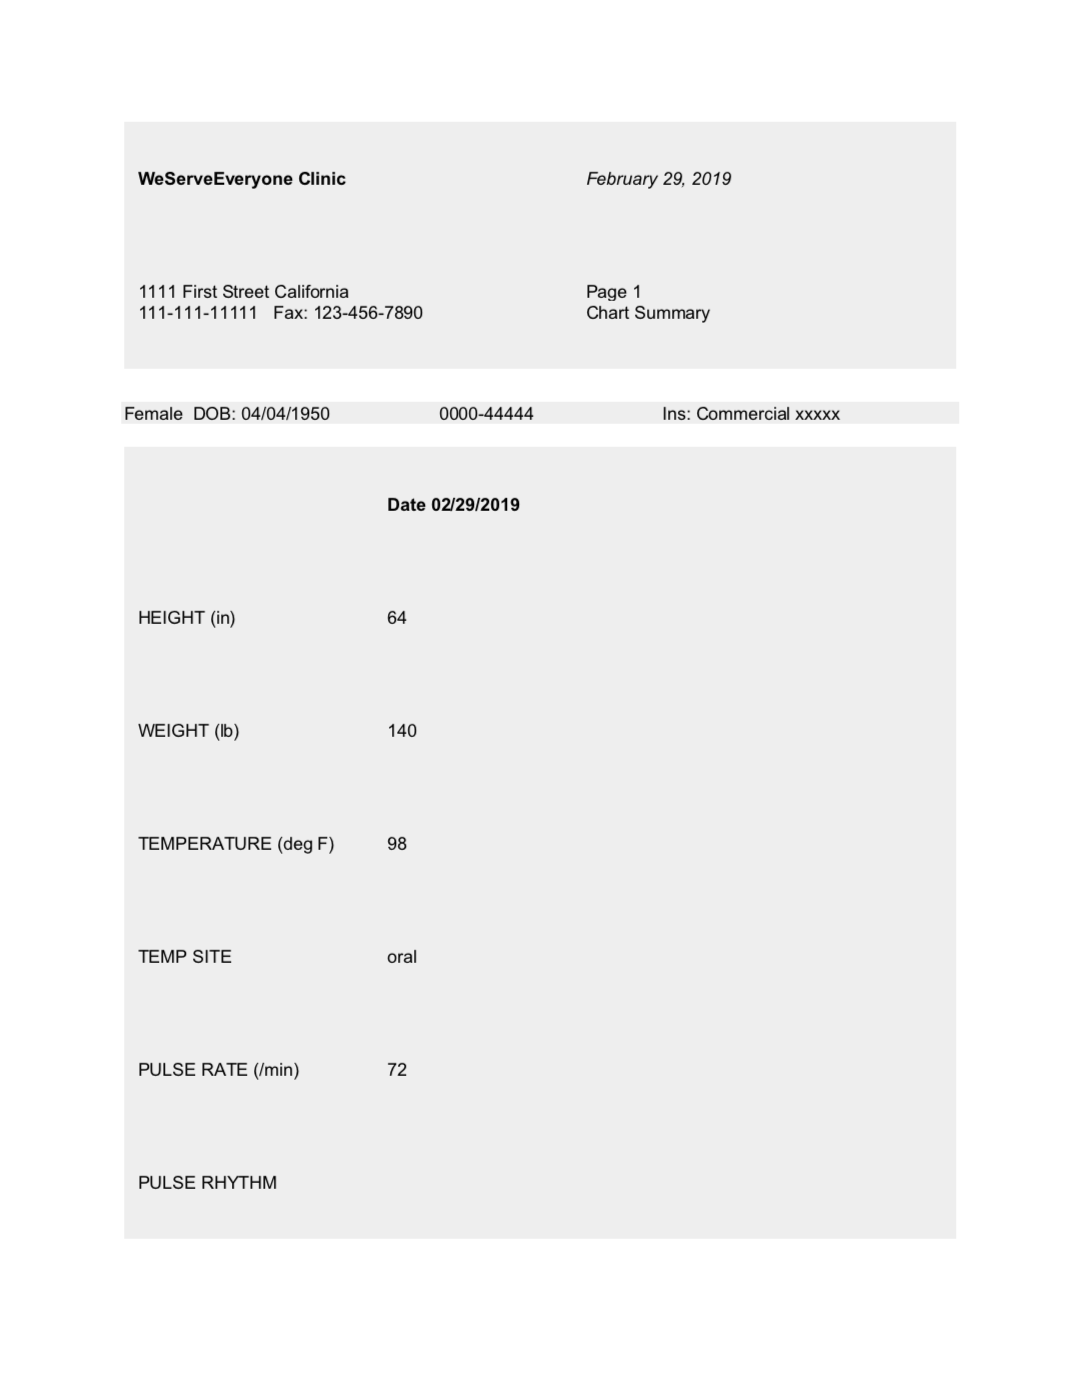 WeServeEveryone Clinic February 29, 2019
1111 First Street California Page 1
111-111-11111 Fax: 123-456-7890 Chart Summary
Female DOB: 04/04/1950 0000-44444 Ins: Commercial xxxxx
Date 02/29/2019
HEIGHT (in) 64
WEIGHT (lb) 140
TEMPERATURE (deg F) 98
TEMP SITE oral
PULSE RATE (/min) 72
PULSE RHYTHM